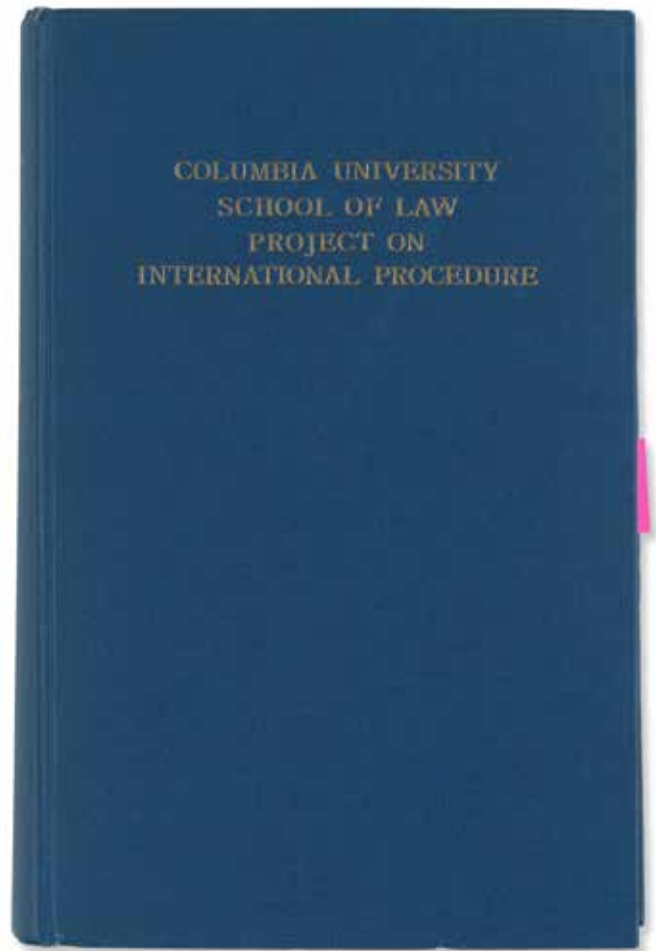 COLUMBIA UNIVERSITY
SCHOOL OF LAW
PROJECT ON
INTERNATIONAL PROCEDURE